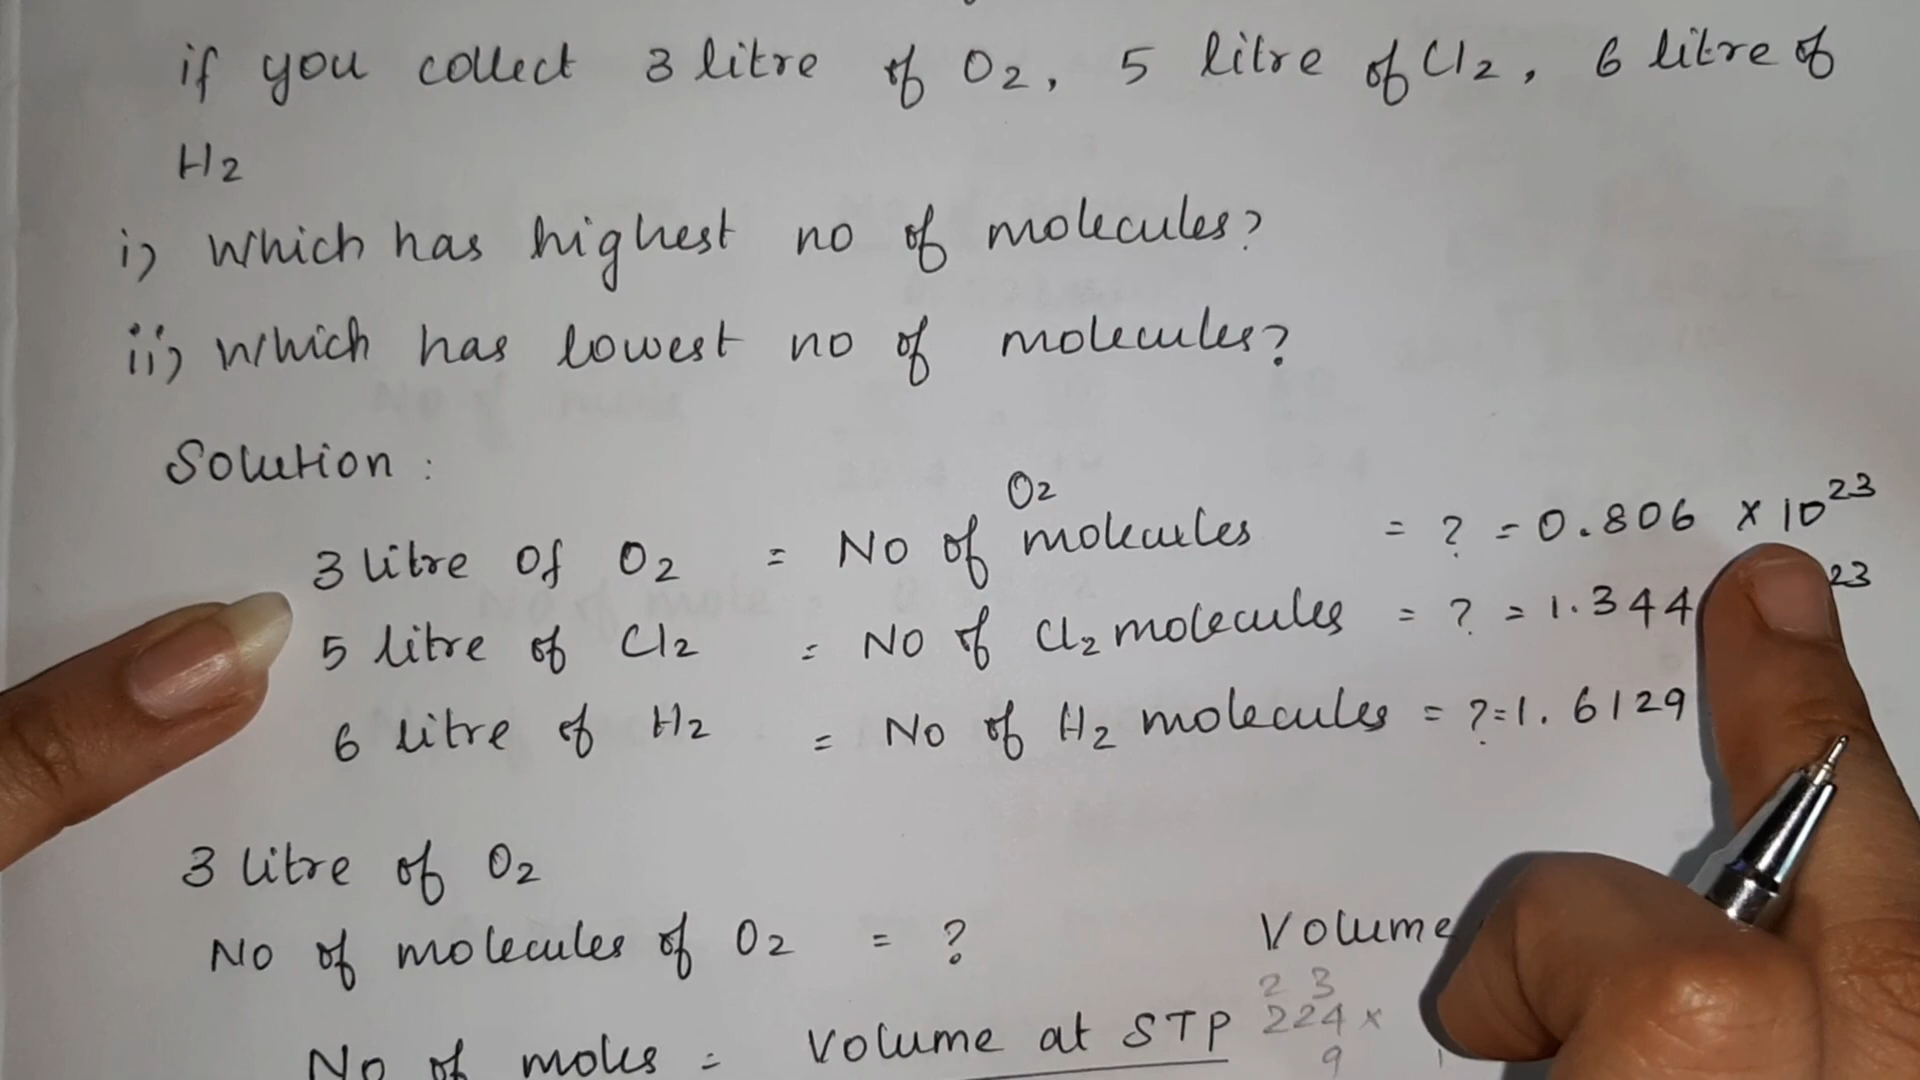 if you collect 3 litre of O2, 5 litre of Cl2, 6 litre of
H2
i) Which has highest no of molecules?
ii) Which has lowest no of molecules?
Solution :
3 litre of O2 = No of O2 molecules = ? = 0.806 × 10^23
5 litre of Cl2 = No of Cl2 molecules = ? = 1.344 23
6 litre of H2 = No of H2 molecules = ? = 1.6129
3 litre of O2
No of molecules of O2 = ?
Volume
2 3
224 ×
9
No of moles = Volume at STP